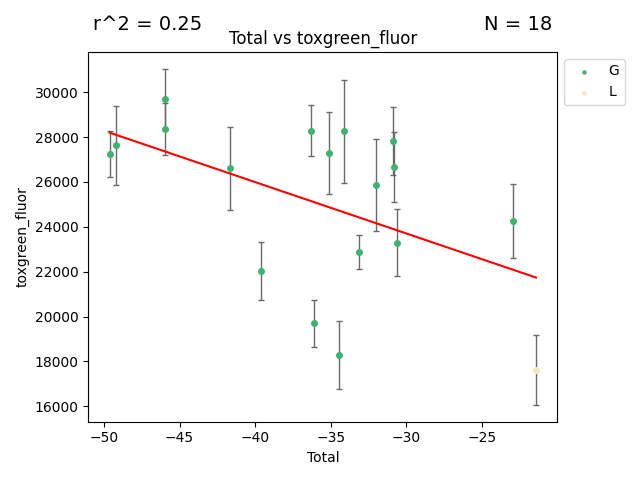 r^2 = 0.25
N = 18
Total vs toxgreen_fluor
G
L
30000
28000
26000
24000
22000
20000
18000
16000
toxgreen_fluor
−50
−45
−40
−35
−30
−25
Total